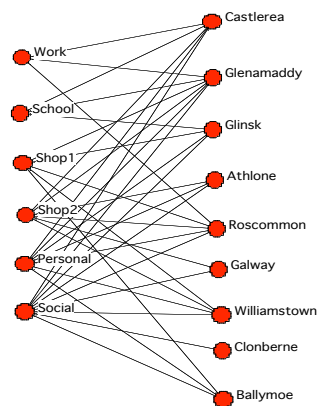 Work
School
Shop1
Shop2
Personal
Social
Castlerea
Glenamaddy
Glinsk
Athlone
Roscommon
Galway
Williamstown
Clonberne
Ballymoe